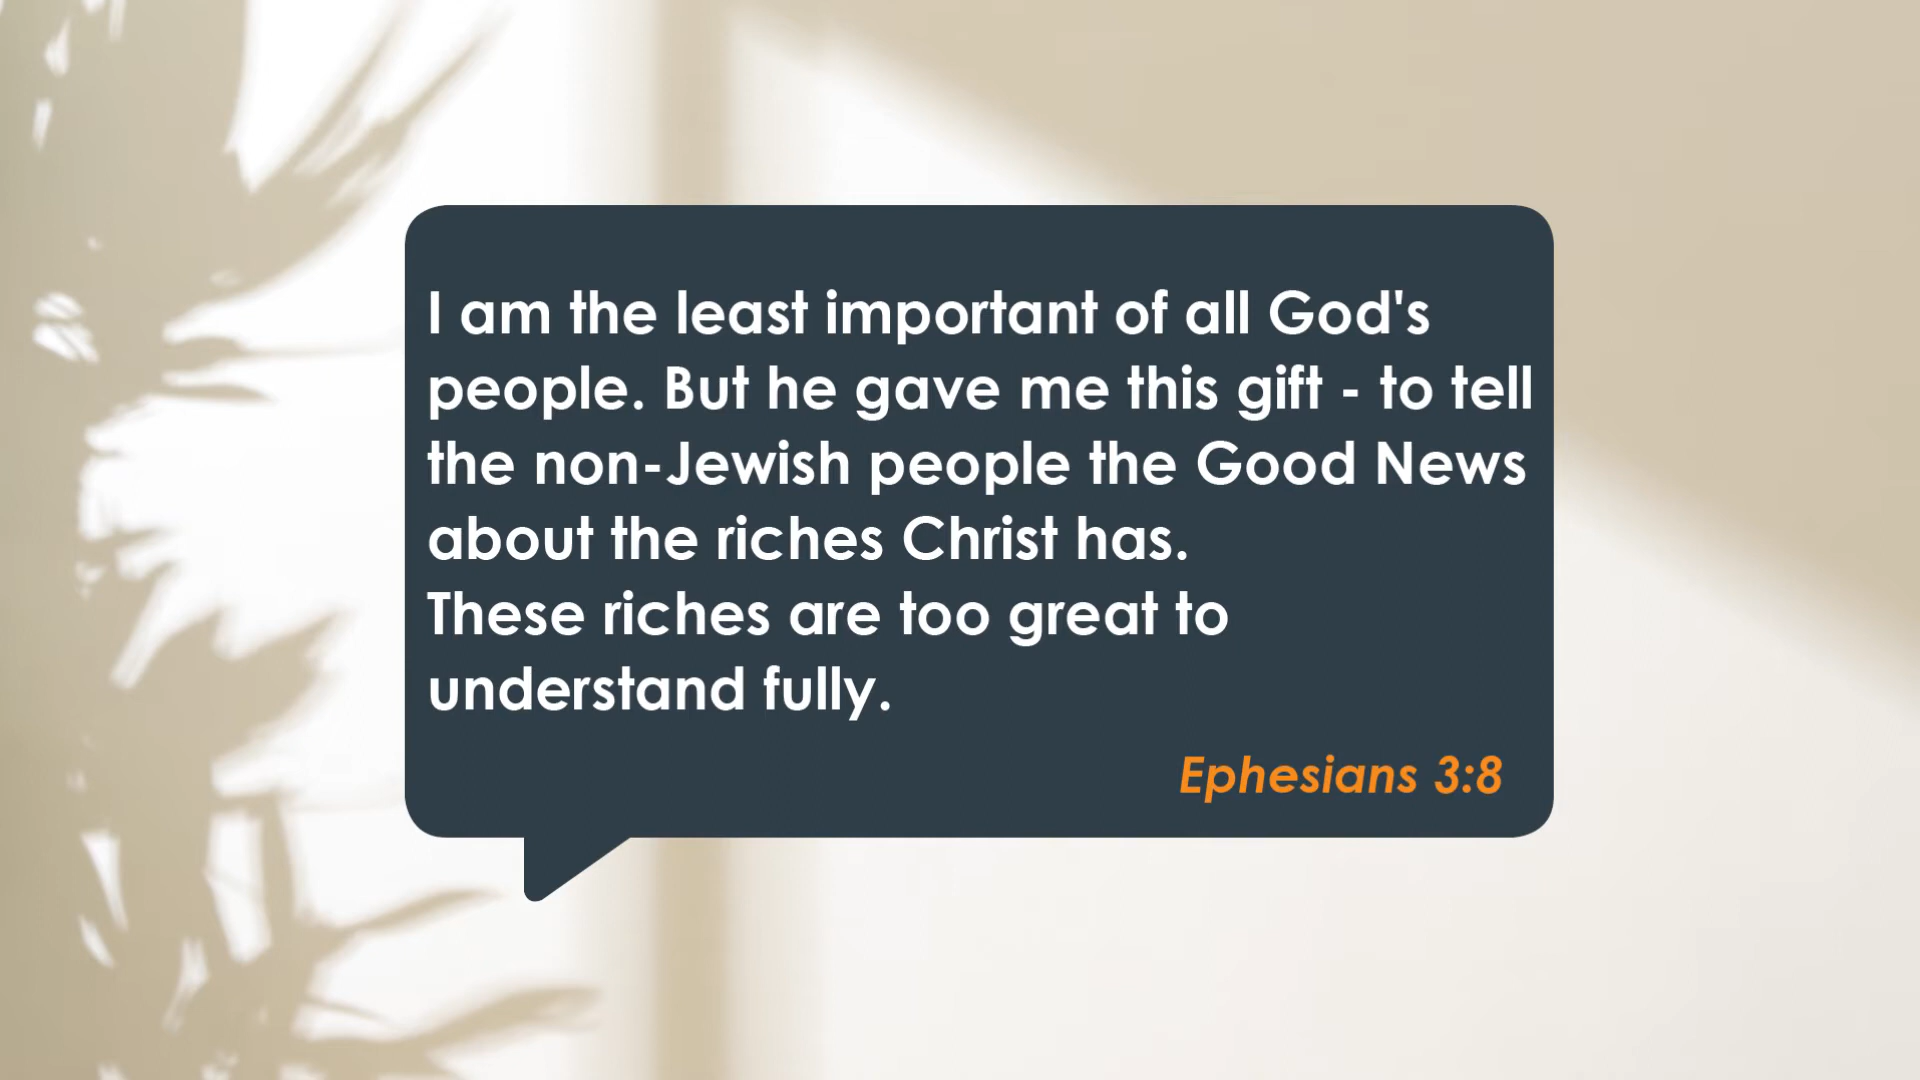 I am the least important of all God's
people. But he gave me this gift - to tell
the non-Jewish people the Good News
about the riches Christ has.
These riches are too great to
understand fully.
Ephesians 3:8